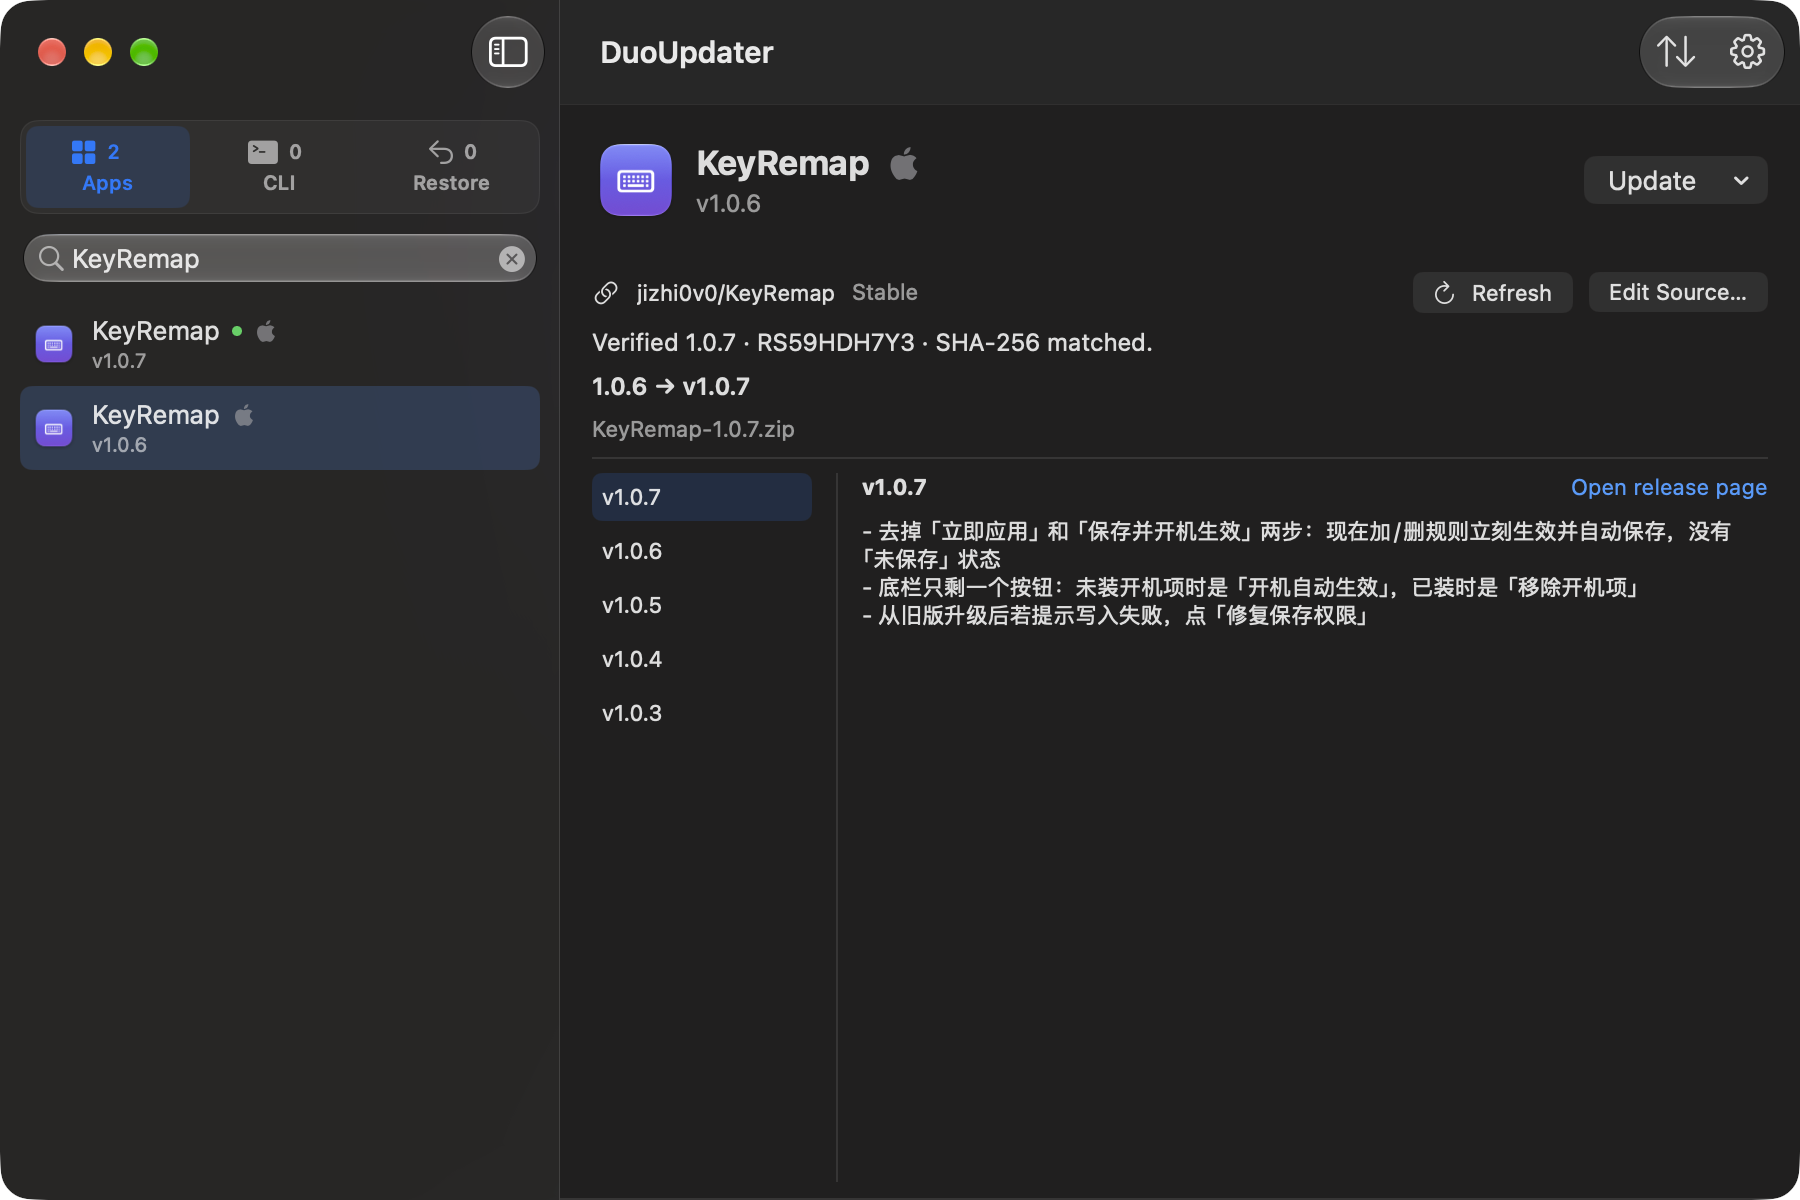 DuoUpdater
2
Apps
0
CLI
0
Restore
KeyRemap
KeyRemap
v1.0.7
KeyRemap
v1.0.6
KeyRemap
v1.0.6
Update
jizhi0v0/KeyRemap Stable
Refresh
Edit Source...
Verified 1.0.7 · RS59HDH7Y3 · SHA-256 matched.
1.0.6 → v1.0.7
KeyRemap-1.0.7.zip
v1.0.7
v1.0.6
v1.0.5
v1.0.4
v1.0.3
v1.0.7
Open release page
- 去掉「立即应用」和「保存并开机生效」两步：现在加/删规则立刻生效并自动保存，没有
「未保存」状态
- 底栏只剩一个按钮：未装开机项时是「开机自动生效」，已装时是「移除开机项」
- 从旧版升级后若提示写入失败，点「修复保存权限」